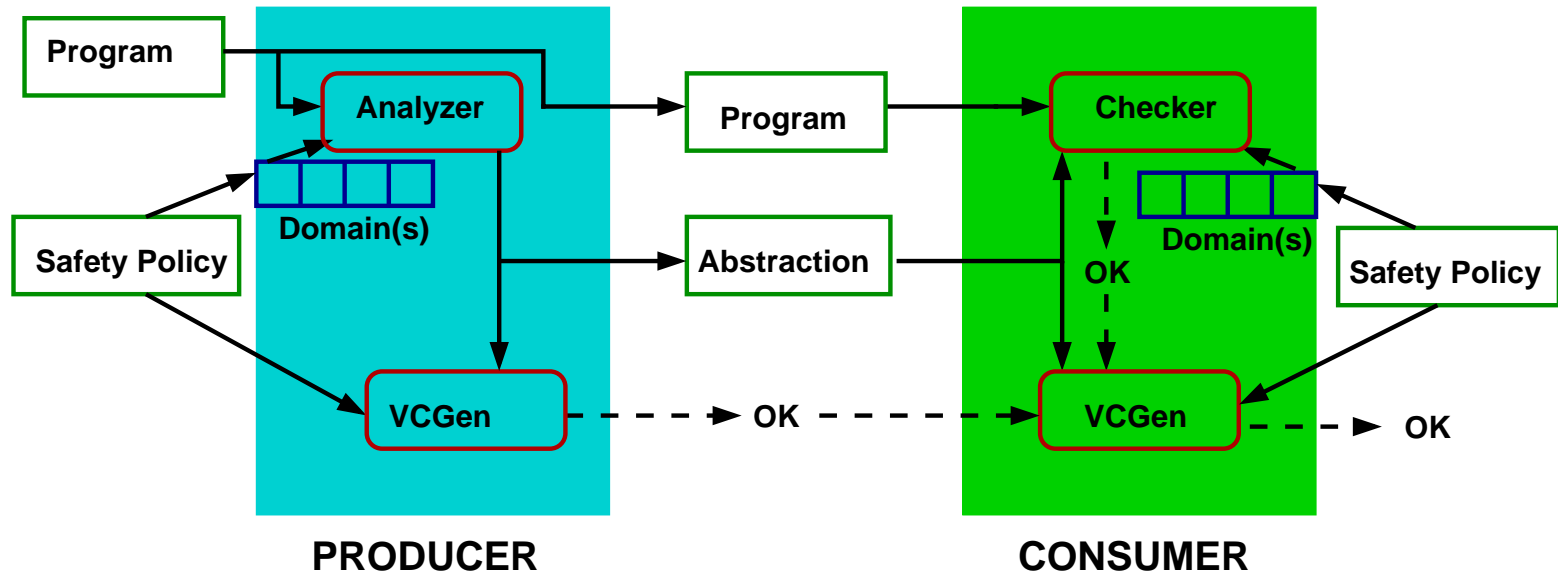 Program
Analyzer
Program
Checker
Domain(s)
Domain(s)
Safety Policy
Abstraction
OK
Safety Policy
VCGen
OK
VCGen
OK
PRODUCER
CONSUMER